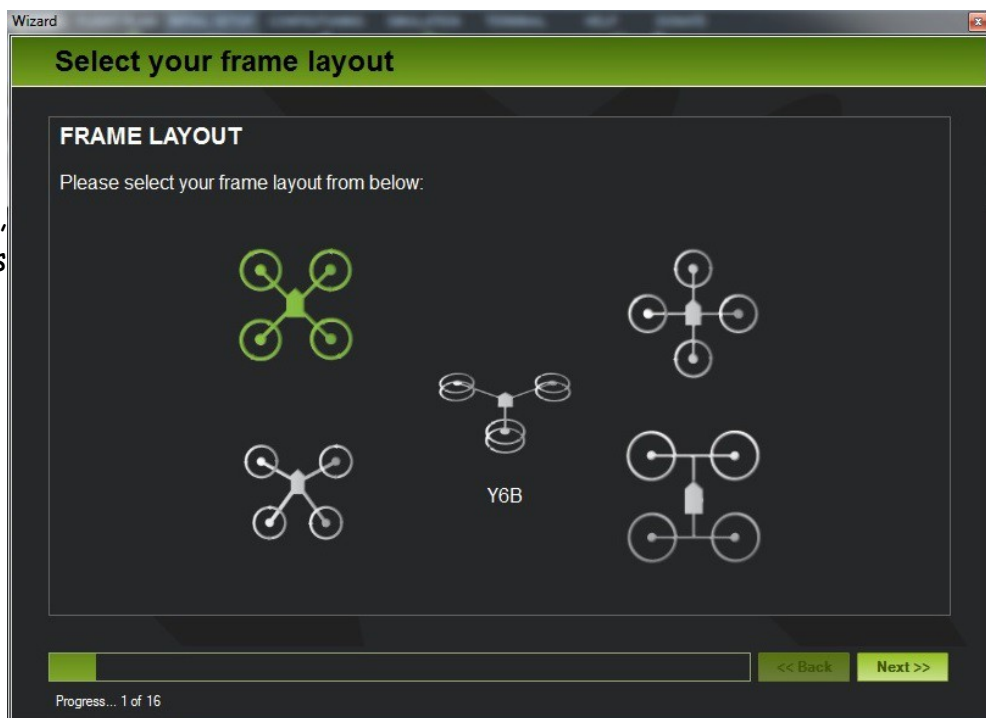 Wizard
Select your frame layout
FRAME LAYOUT
Please select your frame layout from below:
Y6B
<< Back
Next >>
Progress... 1 of 16